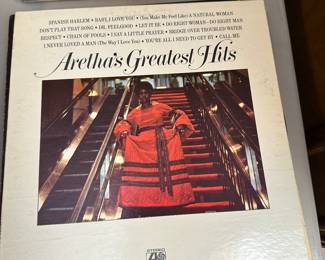 SPANISH HARLEM • BABY, I LOVE YOU • (You Make Me Feel Like) A NATURAL WOMAN
DON'T PLAY THAT SONG • DR. FEELGOOD • LET IT BE • DO RIGHT WOMAN - DO RIGHT MAN
RESPECT • CHAIN OF FOOLS • I SAY A LITTLE PRAYER • BRIDGE OVER TROUBLED WATER
I NEVER LOVED A MAN (The Way I Love You) • YOU'RE ALL I NEED TO GET BY • CALL ME
Aretha's Greatest Hits
STEREO